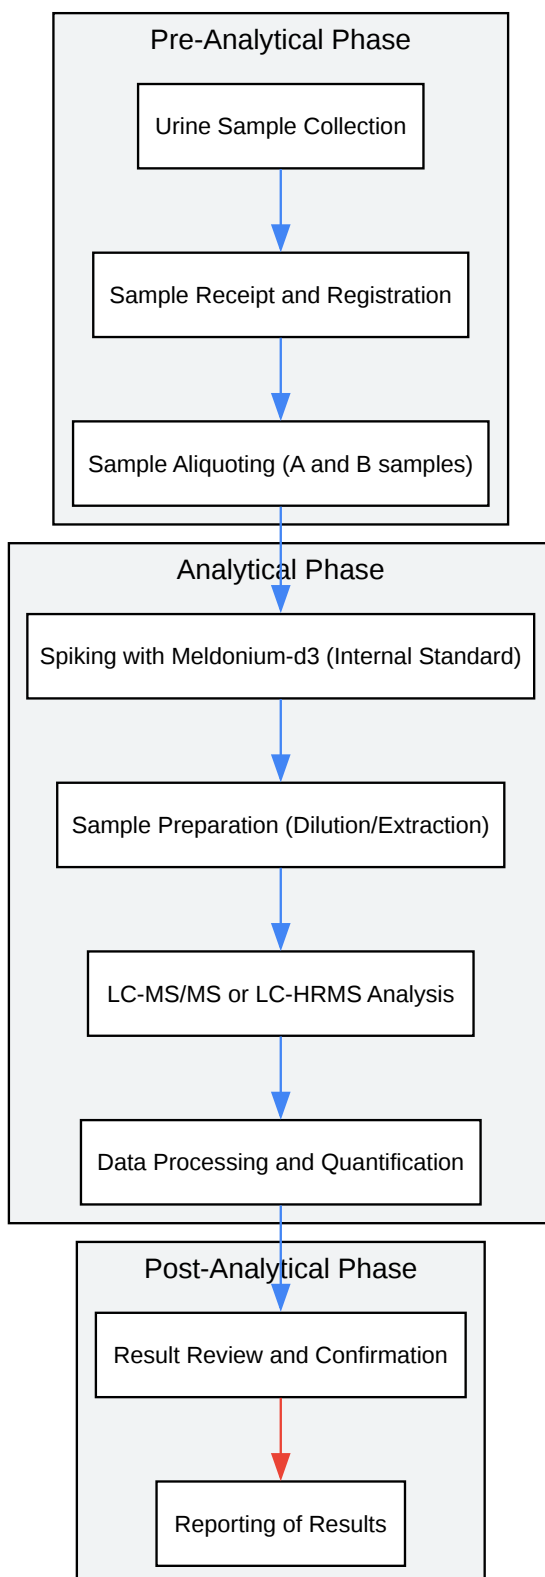 Pre-Analytical Phase
Urine Sample Collection
Sample Receipt and Registration
Sample Aliquoting (A and B samples)
Analytical Phase
Spiking with Meldonium-d3 (Internal Standard)
Sample Preparation (Dilution/Extraction)
LC-MS/MS or LC-HRMS Analysis
Data Processing and Quantification
Post-Analytical Phase
Result Review and Confirmation
Reporting of Results